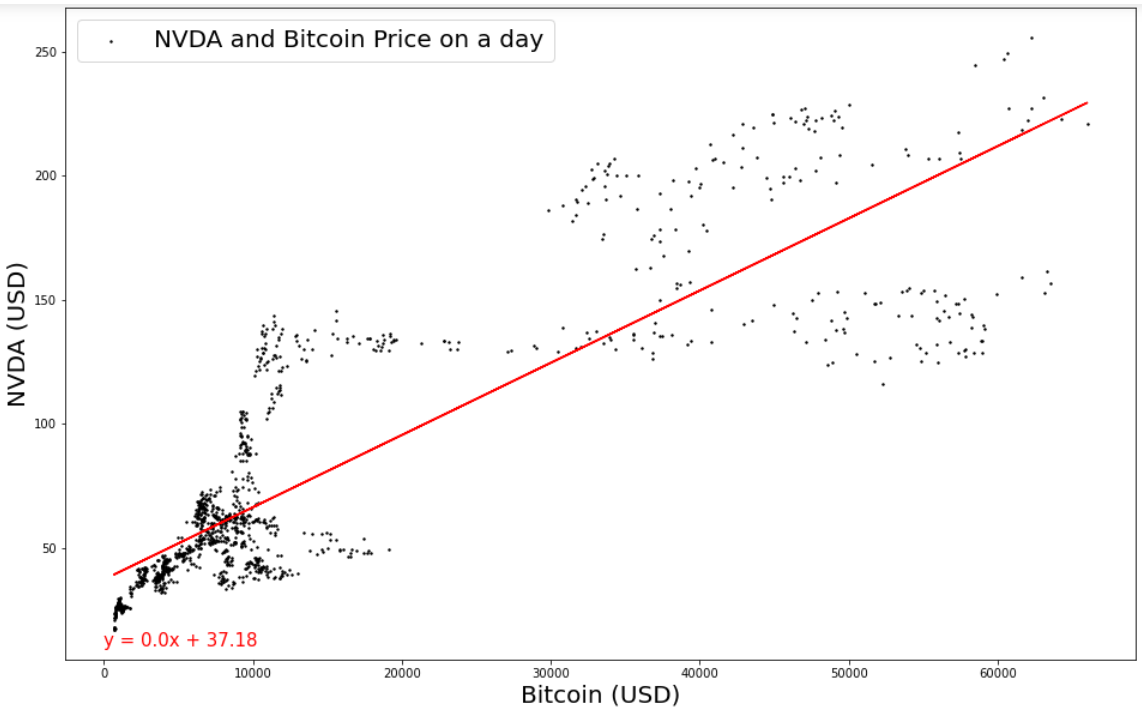 NVDA and Bitcoin Price on a day
250
200
150
100
50
NVDA (USD)
y = 0.0x + 37.18
0 10000 20000 30000 40000 50000 60000
Bitcoin (USD)